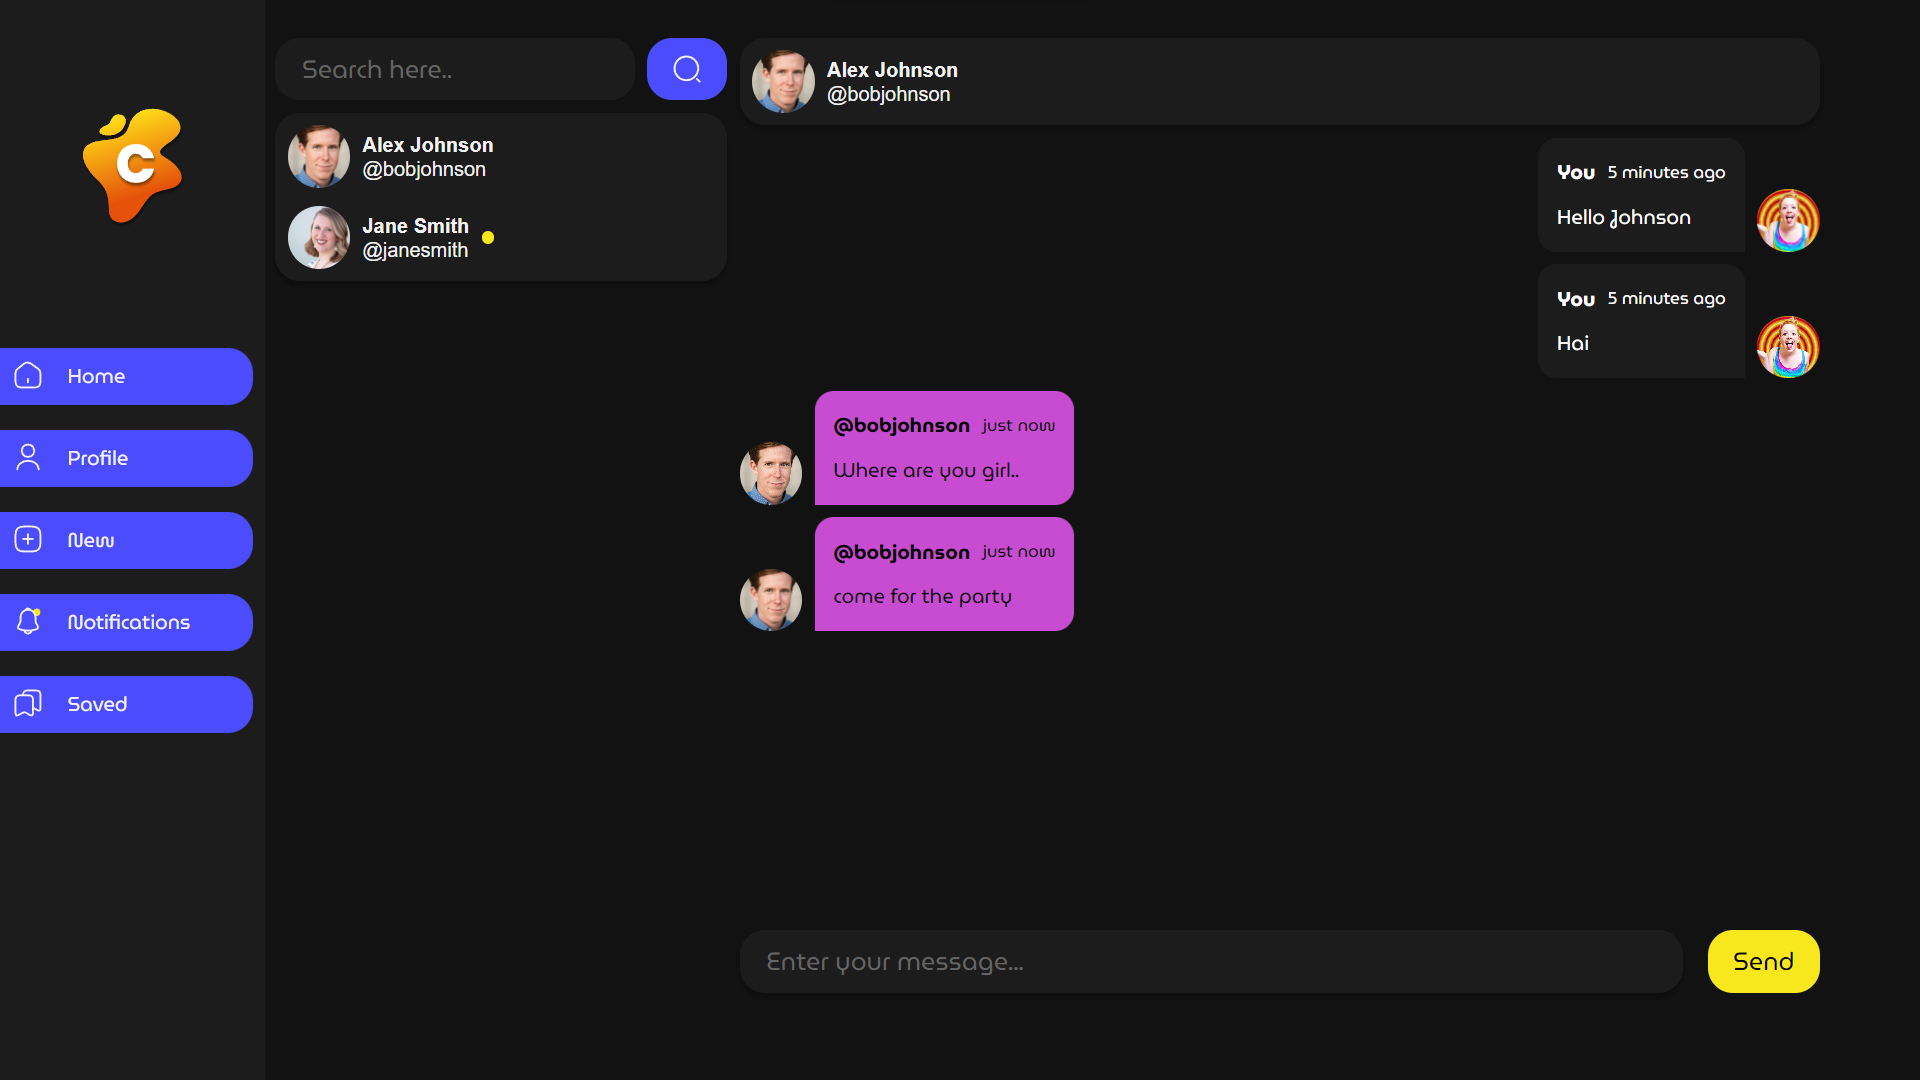 C
Home
Profile
New
Notifications
Saved
Search here..
Alex Johnson
@bobjohnson
Jane Smith
@janesmith
Alex Johnson
@bobjohnson
You 5 minutes ago
Hello Johnson
You 5 minutes ago
Hai
@bobjohnson just now
Where are you girl..
@bobjohnson just now
come for the party
Enter your message...
Send